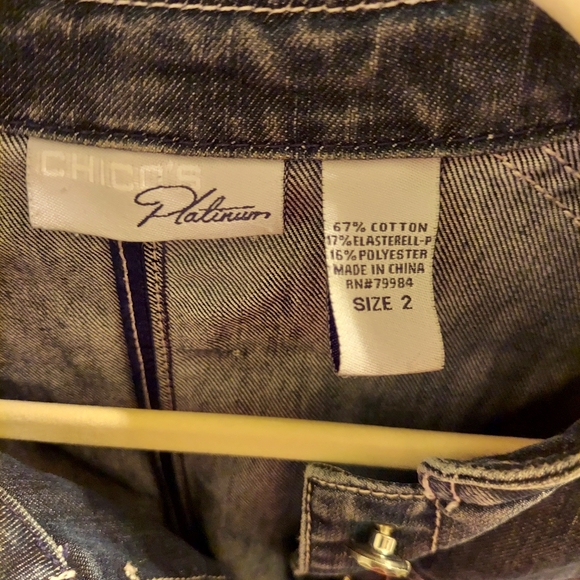 CHICO'S
Platinum
67% COTTON
17% ELASTERELL-P
16% POLYESTER
MADE IN CHINA
RN#79984
SIZE 2